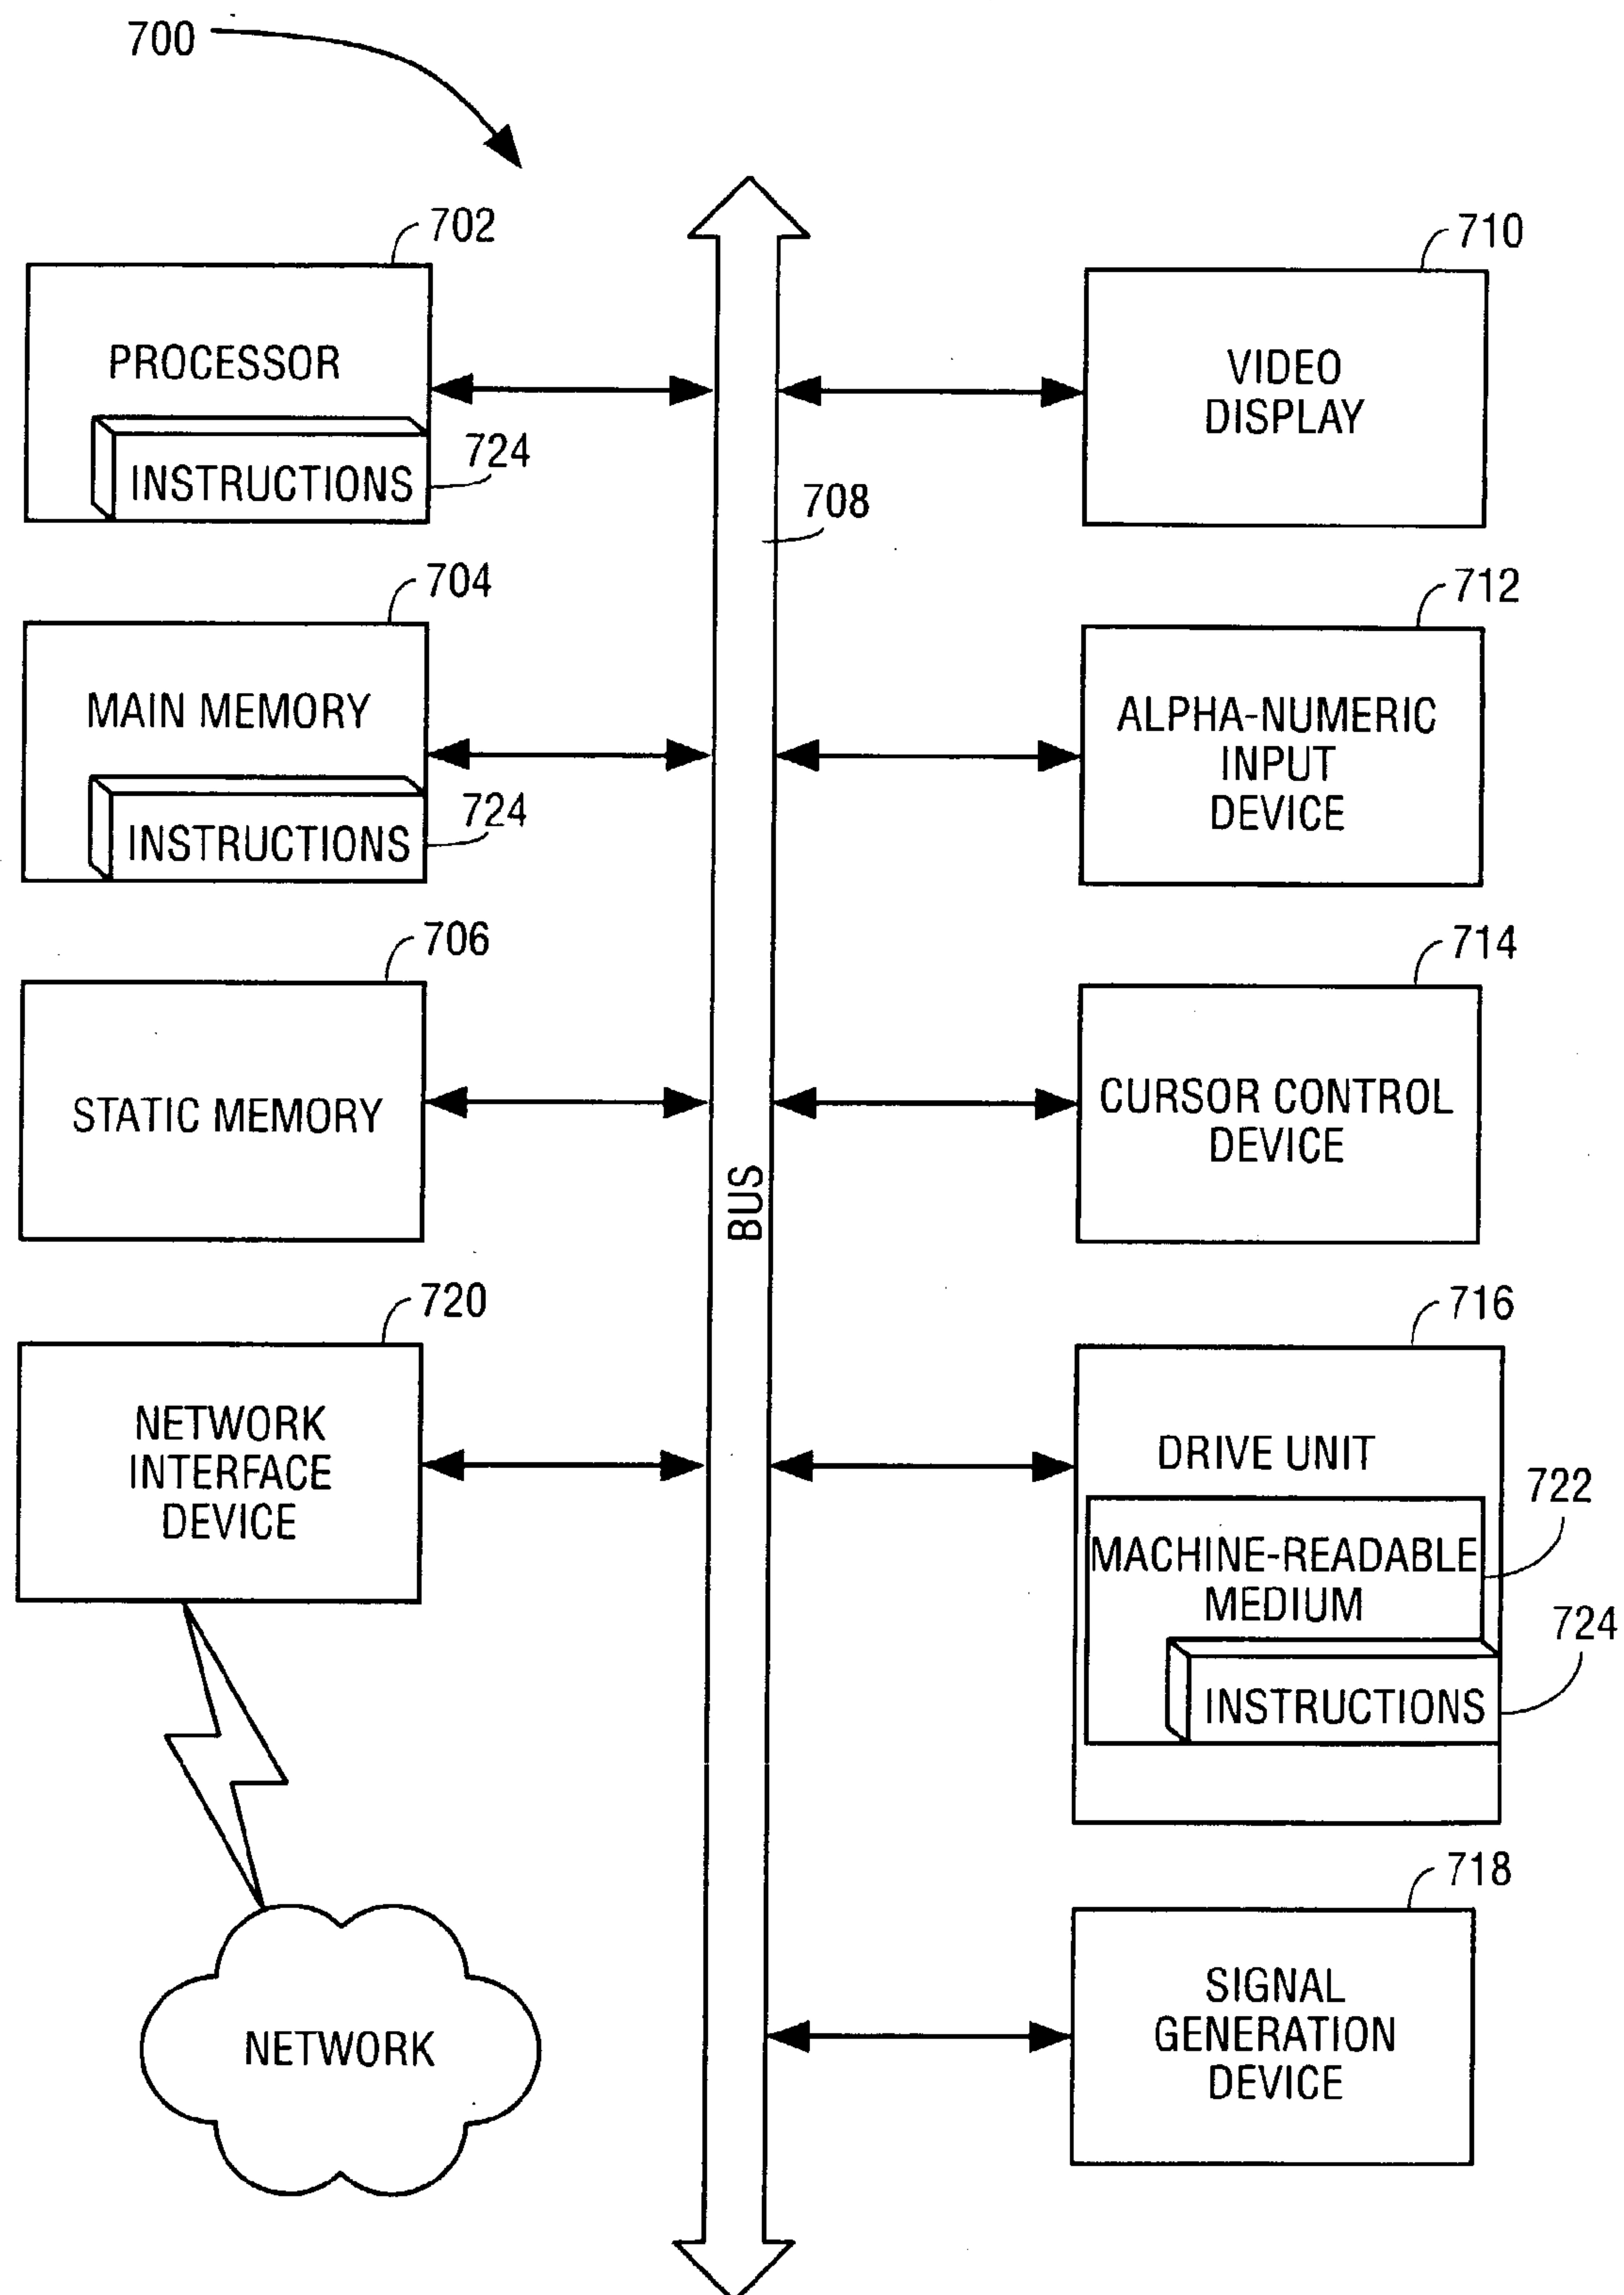 700
702
PROCESSOR
INSTRUCTIONS
724
704
MAIN MEMORY
INSTRUCTIONS
724
706
STATIC MEMORY
720
NETWORK
INTERFACE
DEVICE
NETWORK
708
BUS
710
VIDEO
DISPLAY
712
ALPHA-NUMERIC
INPUT
DEVICE
714
CURSOR CONTROL
DEVICE
716
DRIVE UNIT
722
MACHINE-READABLE
MEDIUM
724
INSTRUCTIONS
718
SIGNAL
GENERATION
DEVICE